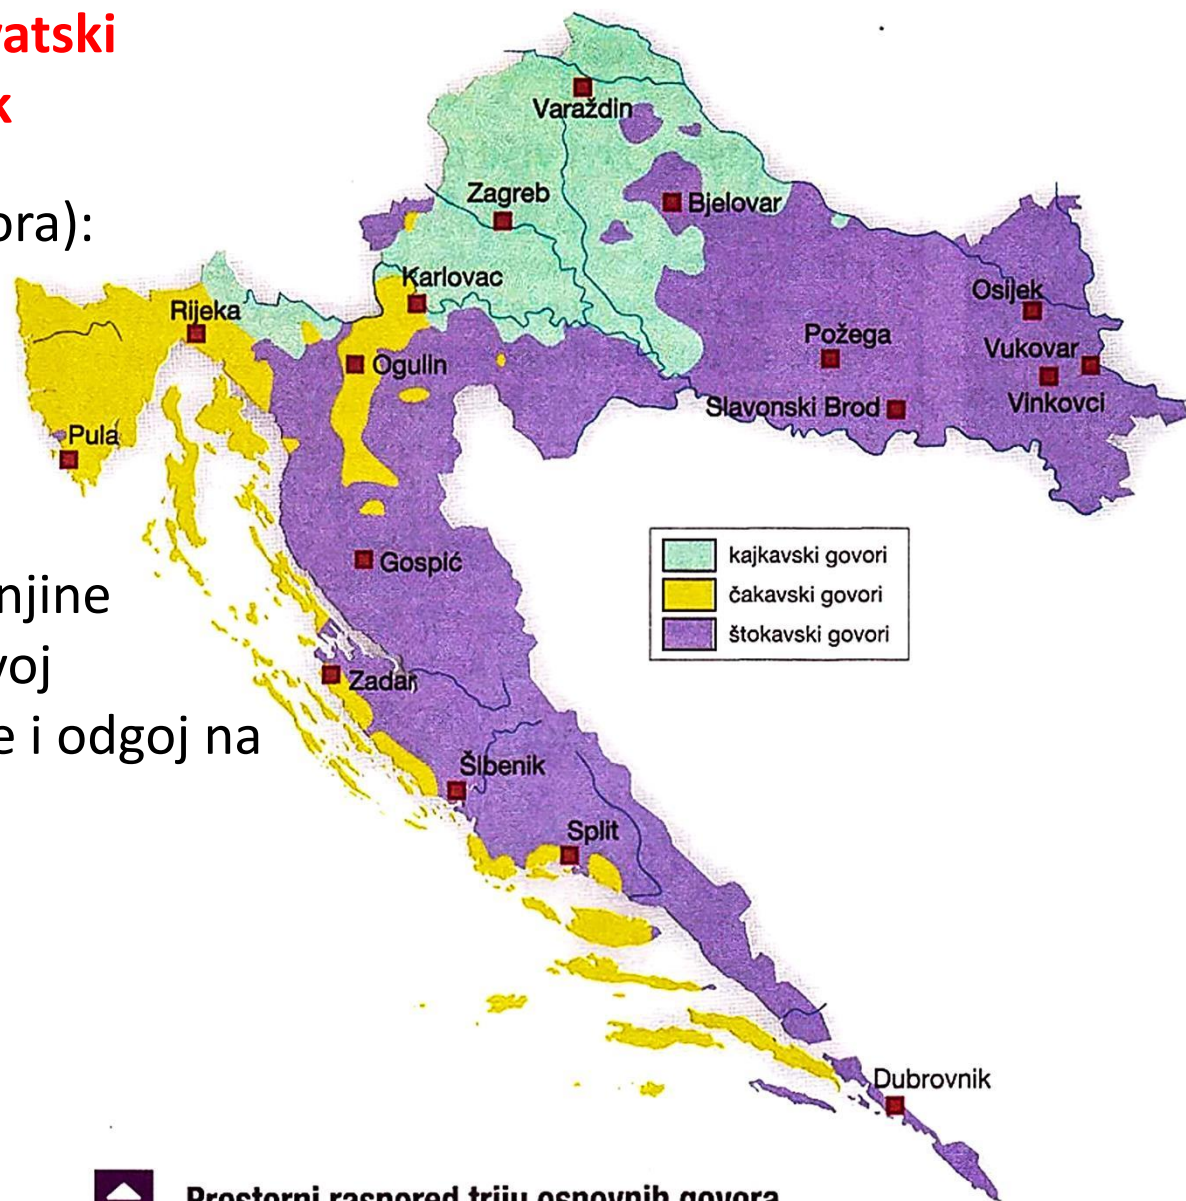 ratski
k
ora):
njine
voj
e i odgoj na
Varaždin
Zagreb
Bjelovar
Karlovac
Rijeka
Ogulin
Osijek
Požega
Vukovar
Slavonski Brod
Vinkovci
Pula
kajkavski govori
čakavski govori
štokavski govori
Gospić
Zadar
Šibenik
Split
Dubrovnik
Prostorni raspored triju osnovnih govora